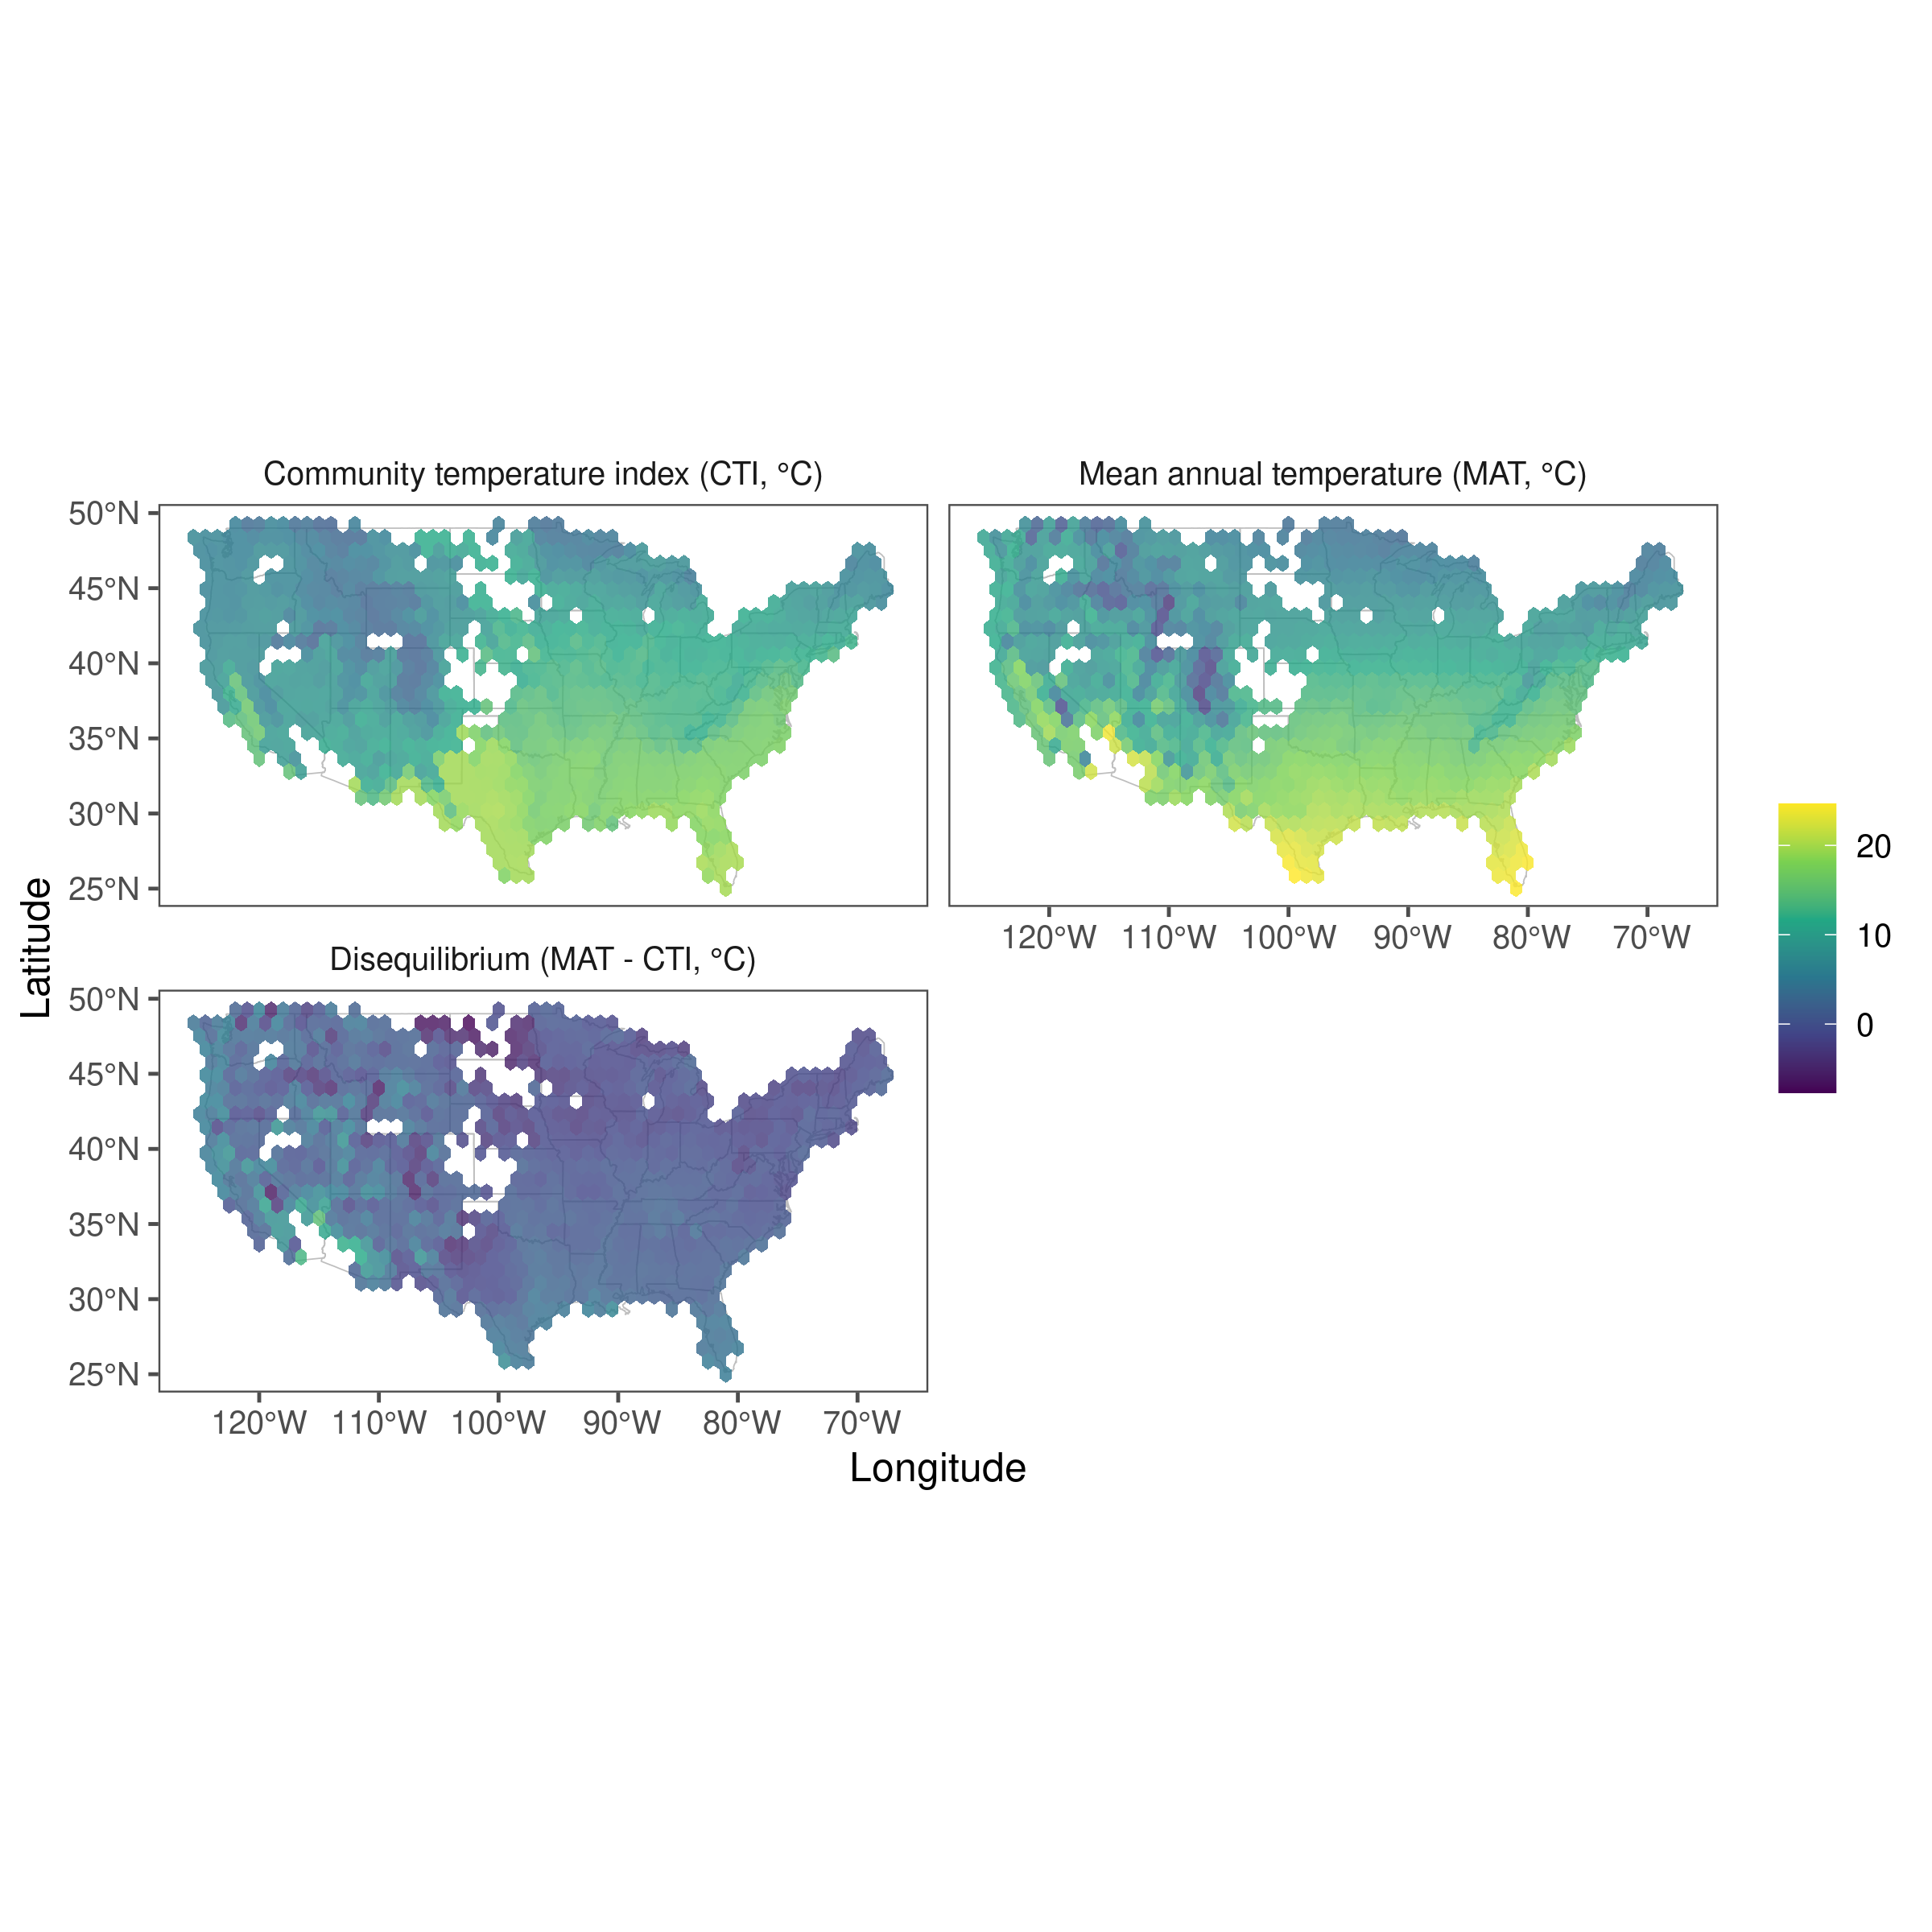 Community temperature index (CTI, °C)
Mean annual temperature (MAT, °C)
50°N
45°N
40°N
35°N
30°N
25°N
120°W 110°W 100°W 90°W 80°W 70°W
Disequilibrium (MAT - CTI, °C)
50°N
45°N
40°N
35°N
30°N
25°N
120°W 110°W 100°W 90°W 80°W 70°W
Longitude
Latitude
20
10
0